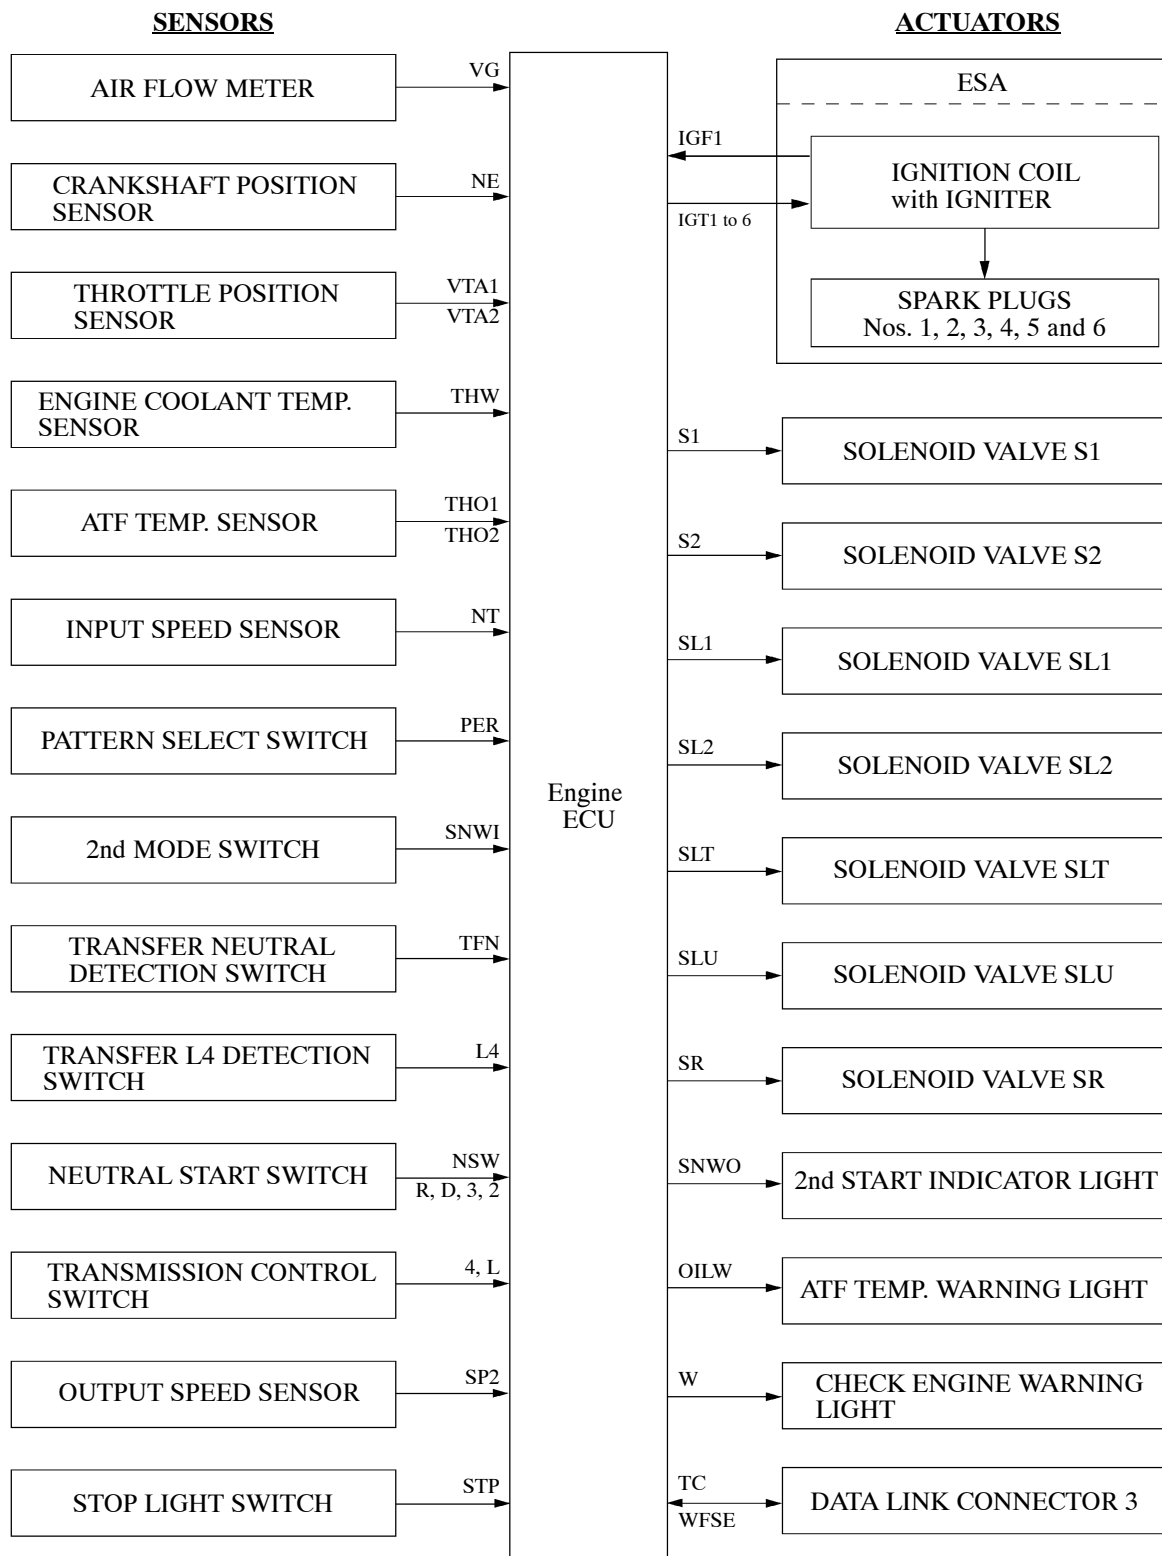 SENSORS
AIR FLOW METER
VG
CRANKSHAFT POSITION
SENSOR
NE
THROTTLE POSITION
SENSOR
VTA1
VTA2
ENGINE COOLANT TEMP.
SENSOR
THW
ATF TEMP. SENSOR
THO1
THO2
INPUT SPEED SENSOR
NT
PATTERN SELECT SWITCH
PER
2nd MODE SWITCH
SNWI
TRANSFER NEUTRAL
DETECTION SWITCH
TFN
TRANSFER L4 DETECTION
SWITCH
L4
NEUTRAL START SWITCH
NSW
R, D, 3, 2
TRANSMISSION CONTROL
SWITCH
4, L
OUTPUT SPEED SENSOR
SP2
STOP LIGHT SWITCH
STP
Engine
ECU
ACTUATORS
ESA
IGF1
IGT1 to 6
IGNITION COIL
with IGNITER
SPARK PLUGS
Nos. 1, 2, 3, 4, 5 and 6
S1
SOLENOID VALVE S1
S2
SOLENOID VALVE S2
SL1
SOLENOID VALVE SL1
SL2
SOLENOID VALVE SL2
SLT
SOLENOID VALVE SLT
SLU
SOLENOID VALVE SLU
SR
SOLENOID VALVE SR
SNWO
2nd START INDICATOR LIGHT
OILW
ATF TEMP. WARNING LIGHT
W
CHECK ENGINE WARNING
LIGHT
TC
WFSE
DATA LINK CONNECTOR 3